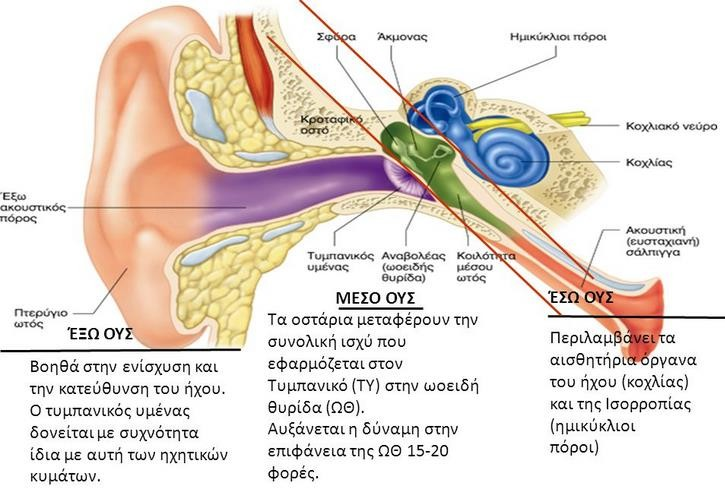 Σφύρα
Άκμονας
Ημικύκλιοι πόροι
Κροταφικό
οστό
Κοχλιακό νεύρο
Κοχλίας
Έξω
ακουστικός
πόρος
Τυμπανικός
υμένας
Αναβολέας
(ωοειδής
θυρίδα)
Κοιλότητα
μέσου
ωτός
Ακουστική
(ευσταχιανή)
σάλπιγγα
Πτερύγιο
ωτός
ΈΞΩ ΟΥΣ
Βοηθά στην ενίσχυση και
την κατεύθυνση του ήχου.
Ο τυμπανικός υμένας
δονείται με συχνότητα
ίδια με αυτή των ηχητικών
κυμάτων.
ΜΕΣΟ ΟΥΣ
Τα οστάρια μεταφέρουν την
συνολική ισχύ που
εφαρμόζεται στον
Τυμπανικό (ΤΥ) στην ωοειδή
θυρίδα (ΩΘ).
Αυξάνεται η δύναμη στην
επιφάνεια της ΩΘ 15-20
φορές.
ΈΣΩ ΟΥΣ
Περιλαμβάνει τα
αισθητήρια όργανα
του ήχου (κοχλίας)
και της Ισορροπίας
(ημικύκλιοι
πόροι)